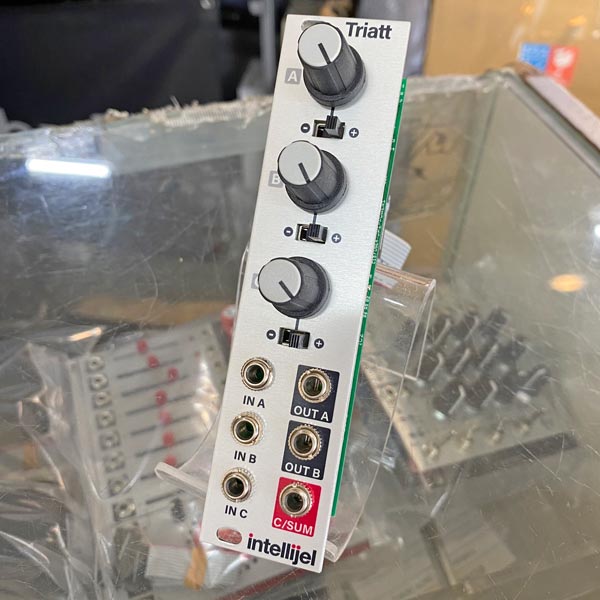 Triatt
A
- +
B
- +
- +
IN A
OUT A
IN B
OUT B
IN C
C/SUM
intellijel